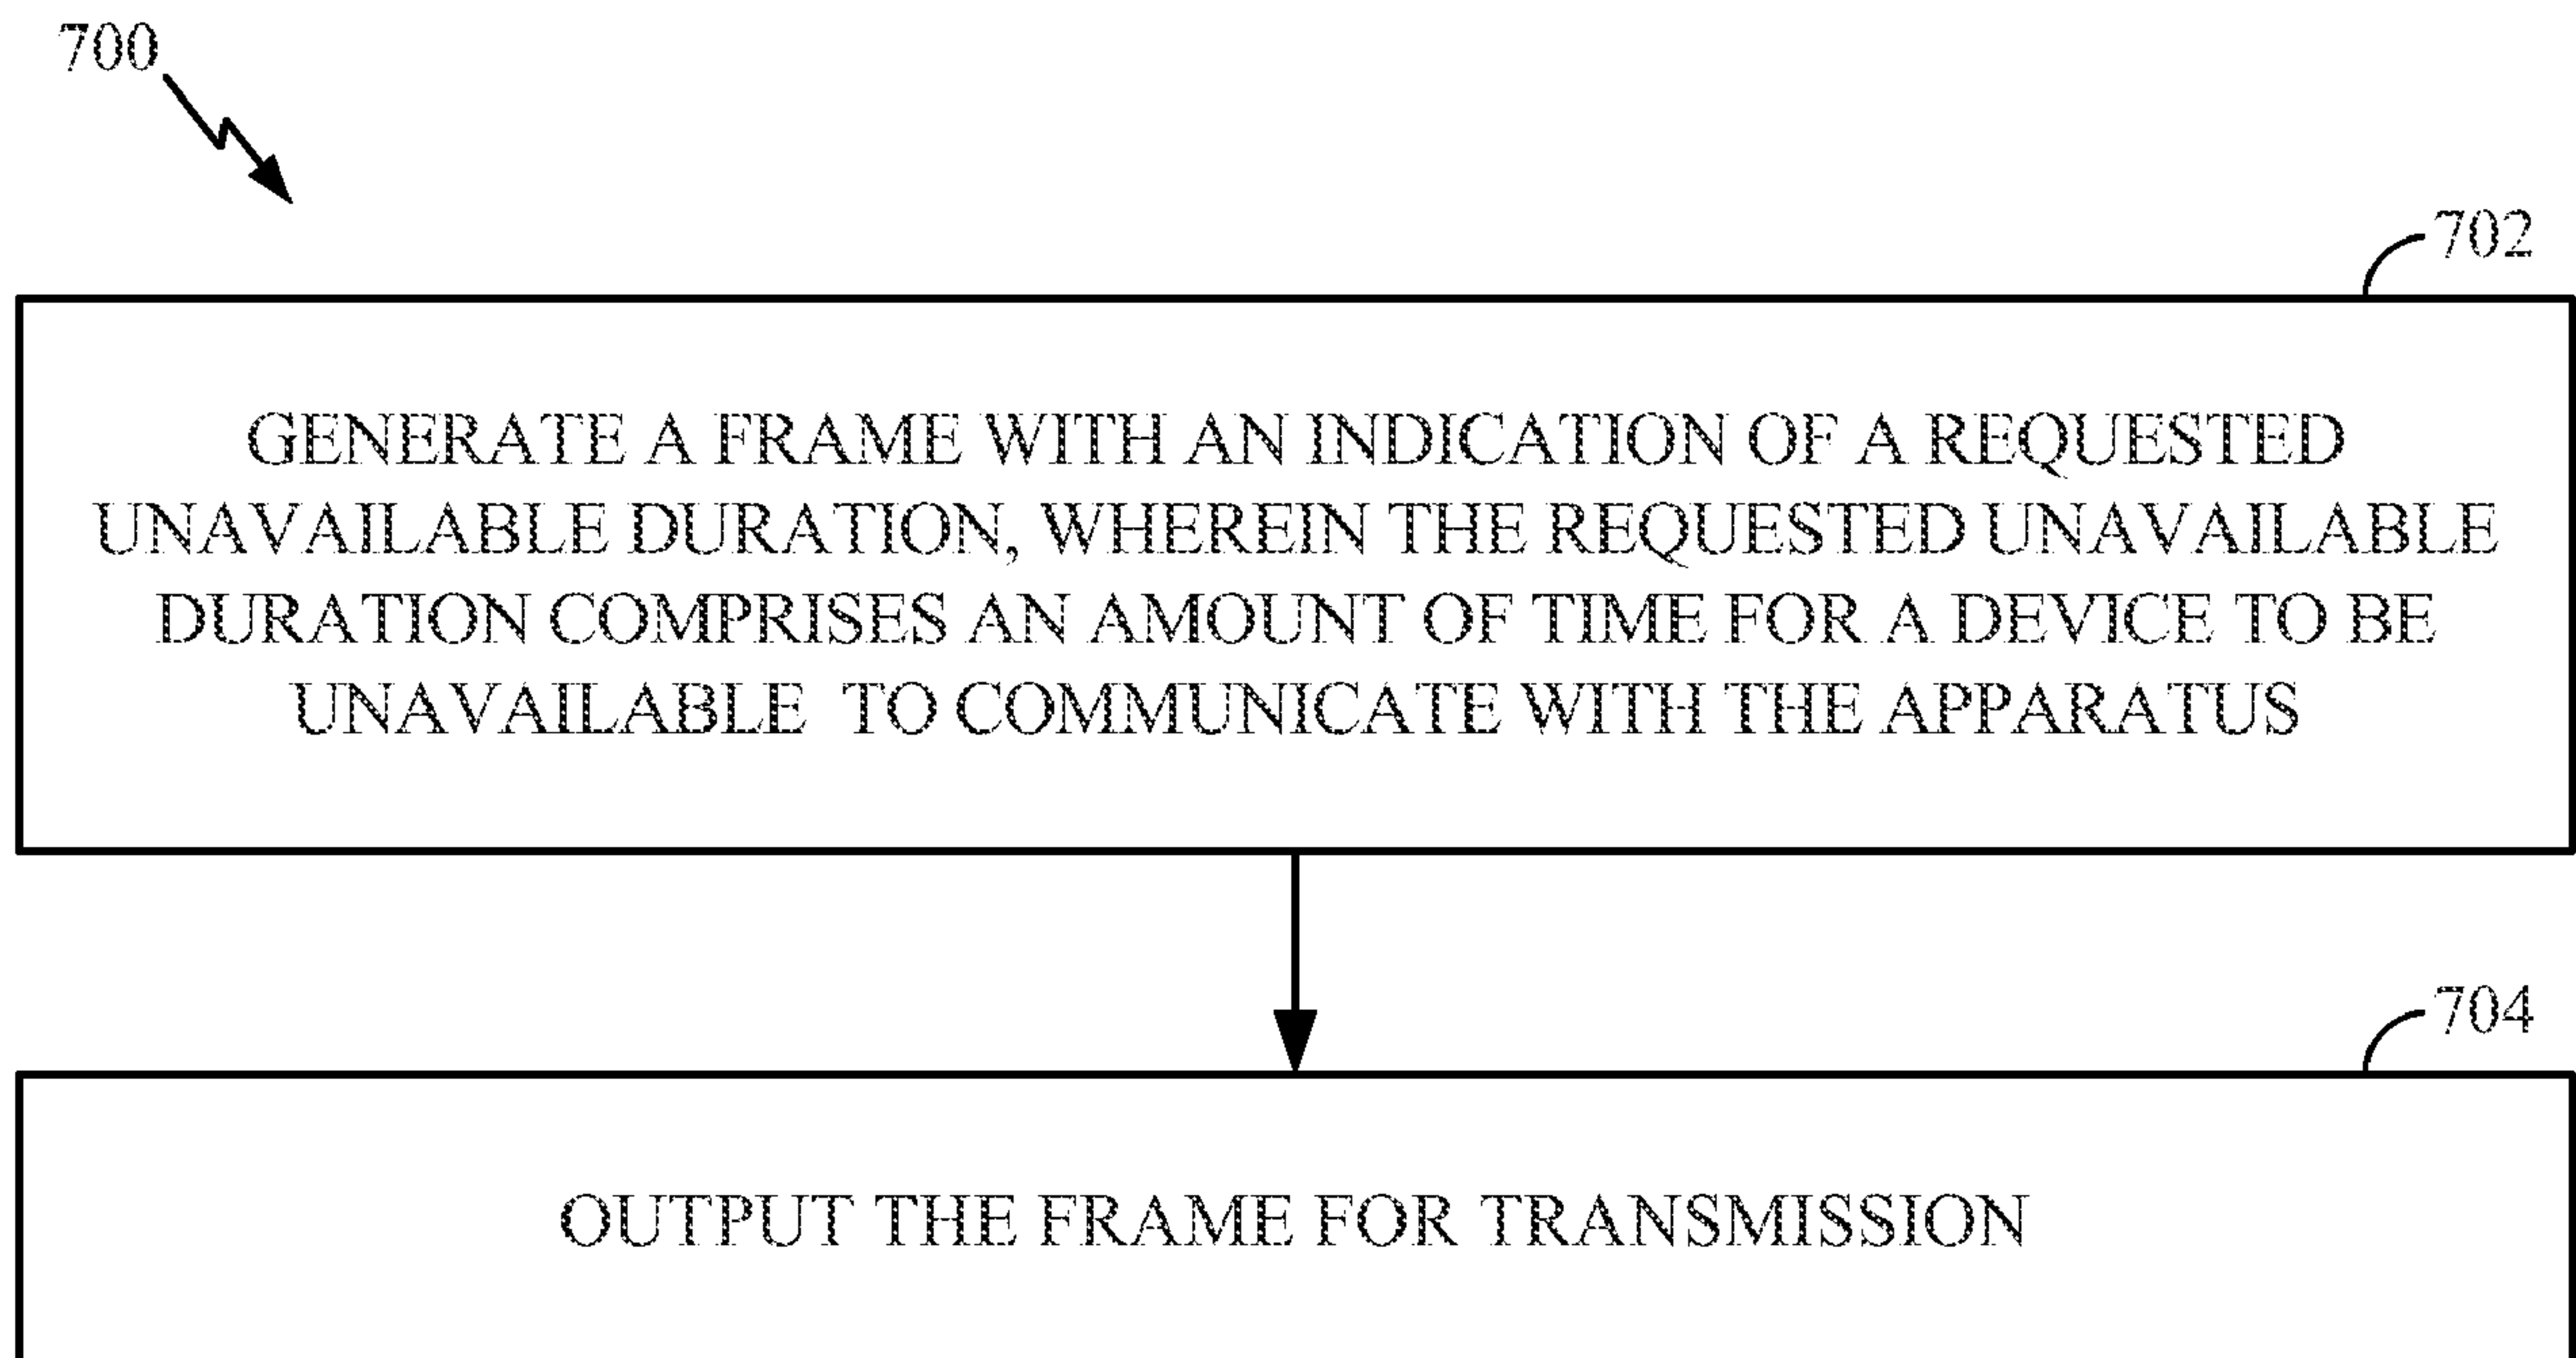 700
702
GENERATE A FRAME WITH AN INDICATION OF A REQUESTED
UNAVAILABLE DURATION, WHEREIN THE REQUESTED UNAVAILABLE
DURATION COMPRISES AN AMOUNT OF TIME FOR A DEVICE TO BE
UNAVAILABLE TO COMMUNICATE WITH THE APPARATUS
704
OUTPUT THE FRAME FOR TRANSMISSION